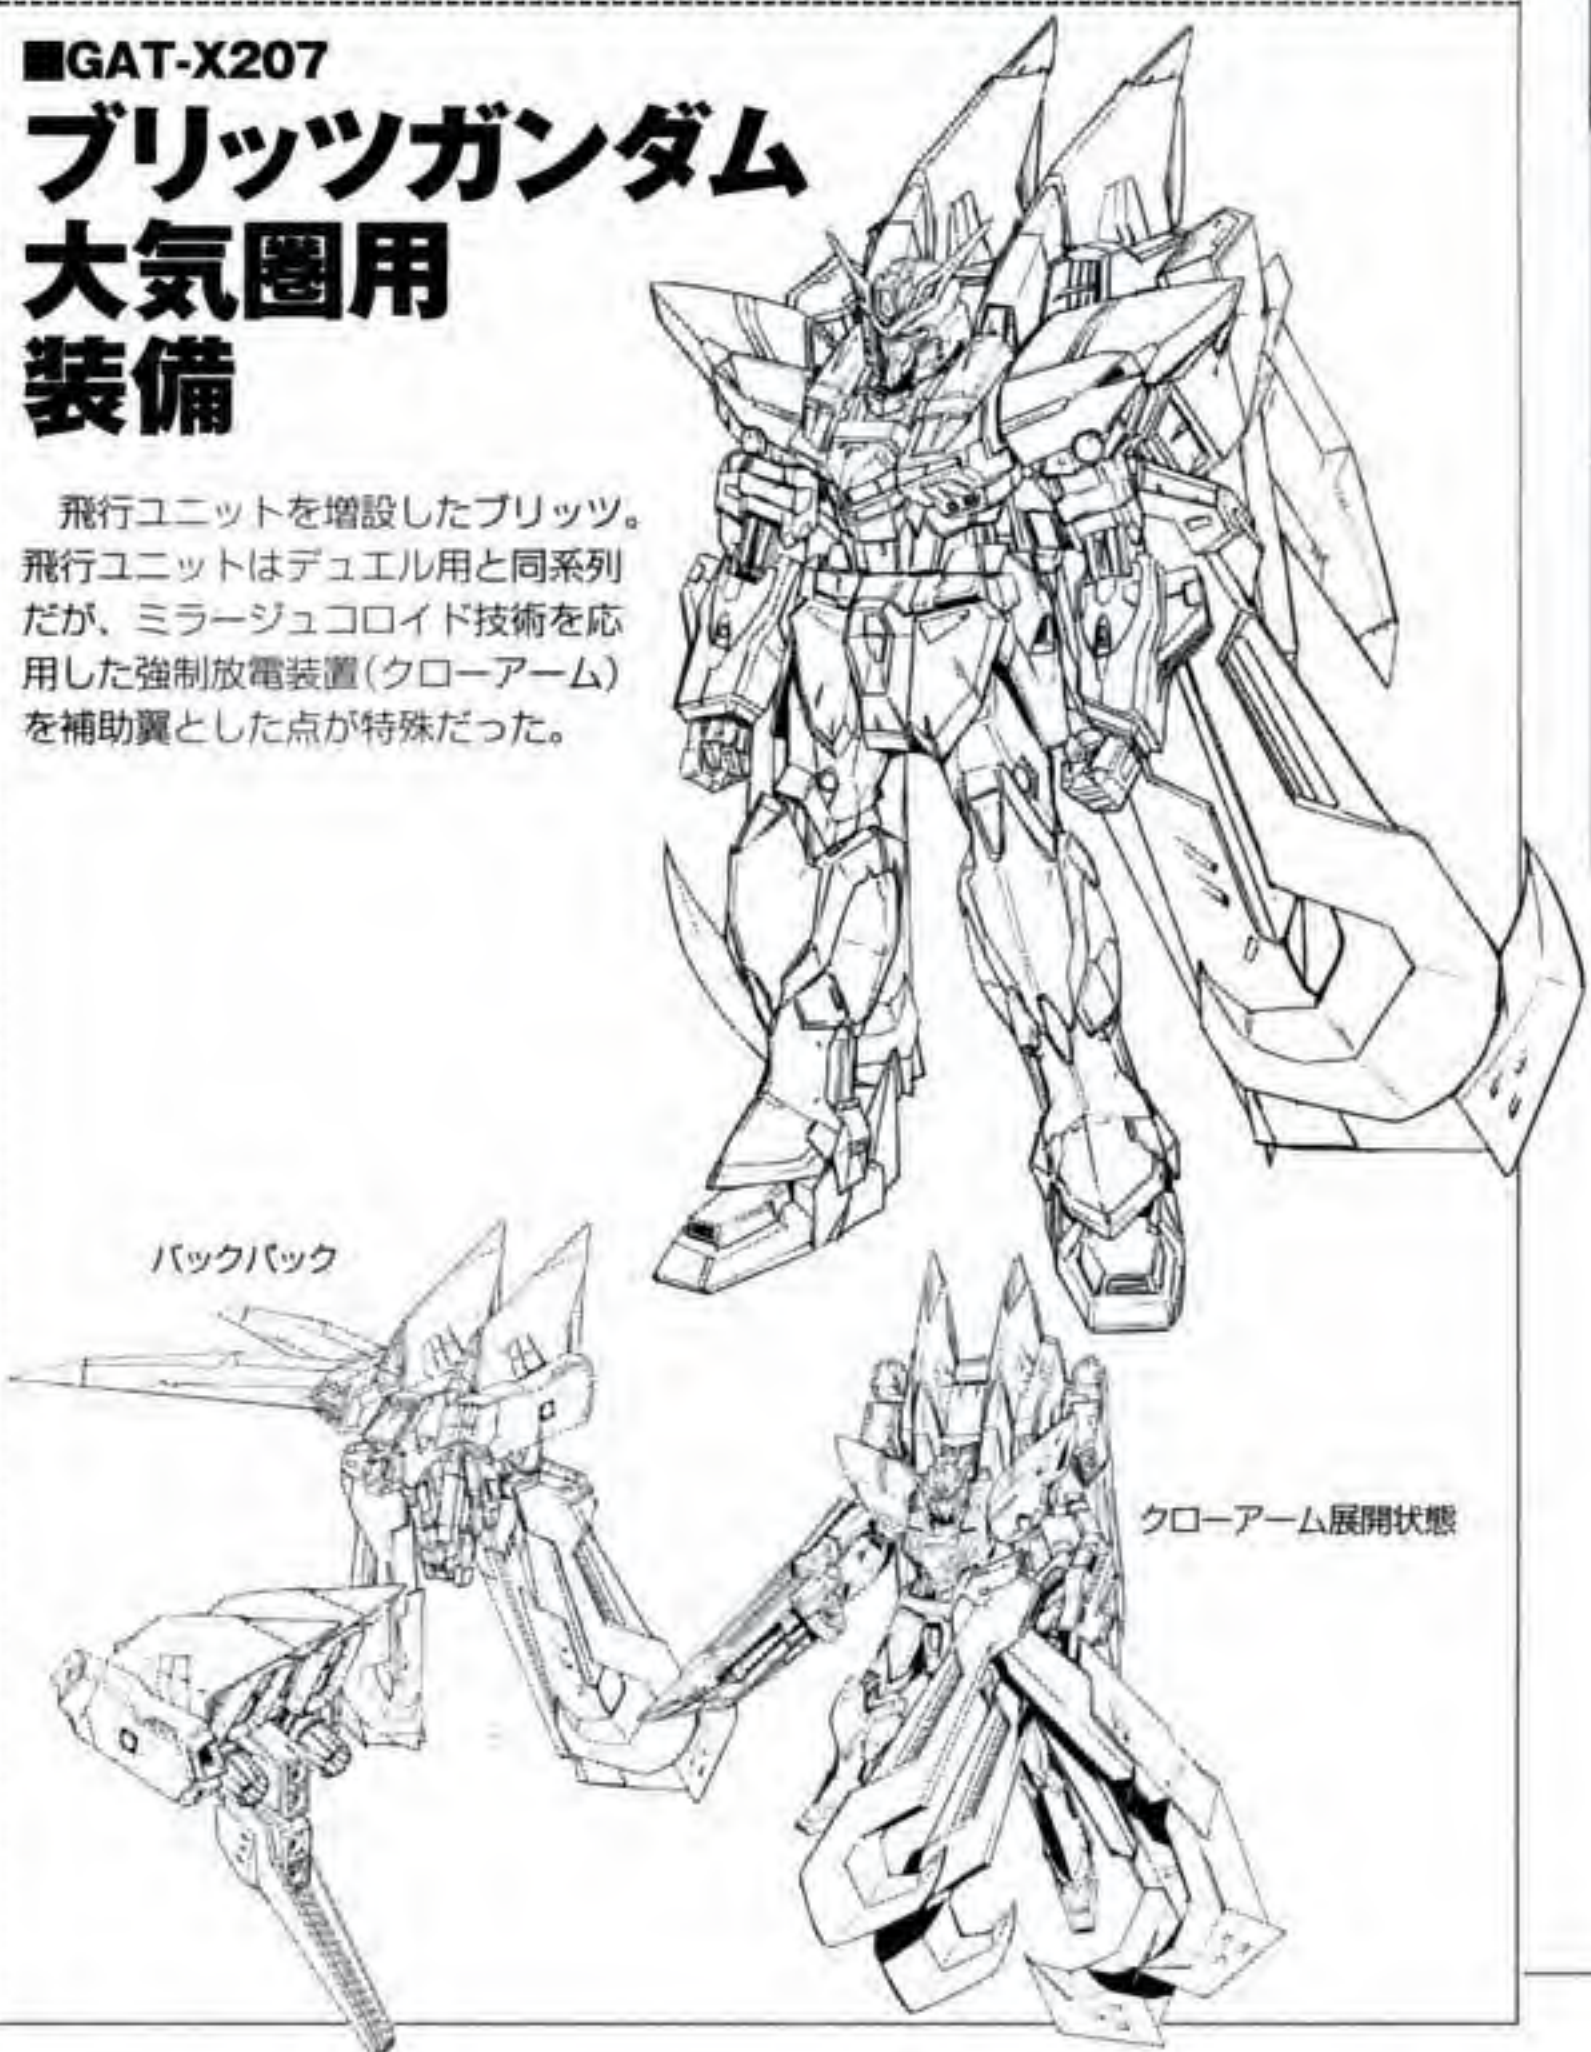 ■GAT-X207
ブリッツガンダム
大気圏用
装備
飛行ユニットを増設したブリッツ。
飛行ユニットはデュエル用と同系列
だが、ミラージュコロイド技術を応
用した強制放電装置(クローアーム)
を補助翼とした点が特殊だった。
バックパック
クローアーム展開状態